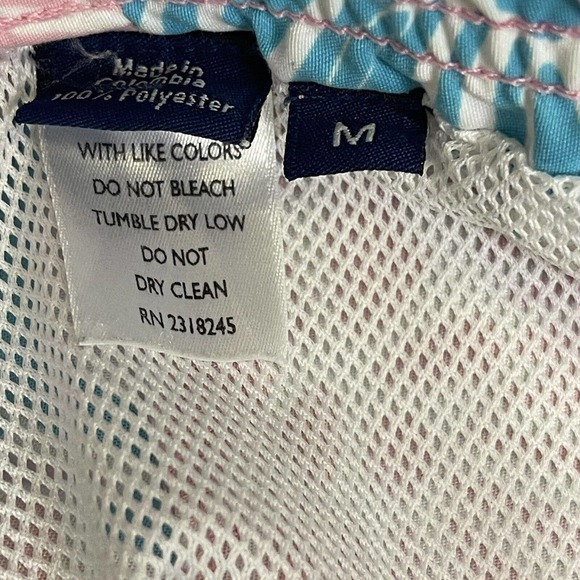 Made in
Colombia
100% Polyester
M
WITH LIKE COLORS
DO NOT BLEACH
TUMBLE DRY LOW
DO NOT
DRY CLEAN
RN 2318245